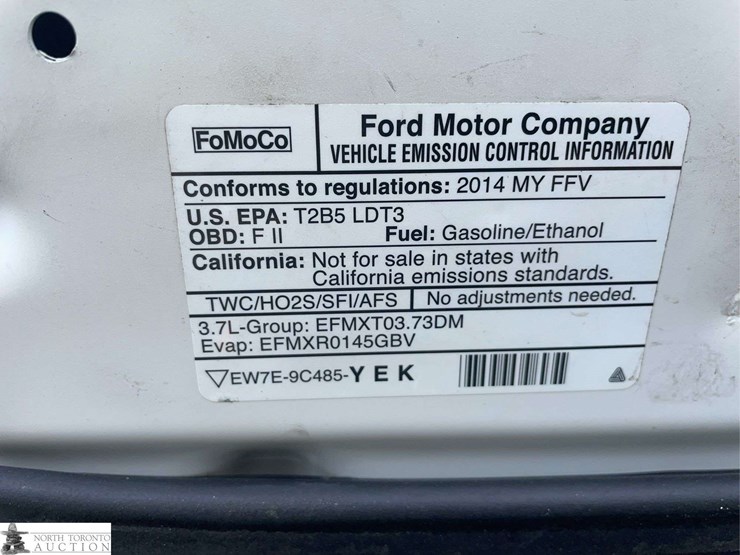 FoMoCo
Ford Motor Company
VEHICLE EMISSION CONTROL INFORMATION
Conforms to regulations: 2014 MY FFV
U.S. EPA: T2B5 LDT3
OBD: F II Fuel: Gasoline/Ethanol
California: Not for sale in states with
California emissions standards.
TWC/HO2S/SFI/AFS No adjustments needed.
3.7L-Group: EFMXT03.73DM
Evap: EFMXR0145GBV
EW7E-9C485-Y E K
NORTH TORONTO
AUCTION